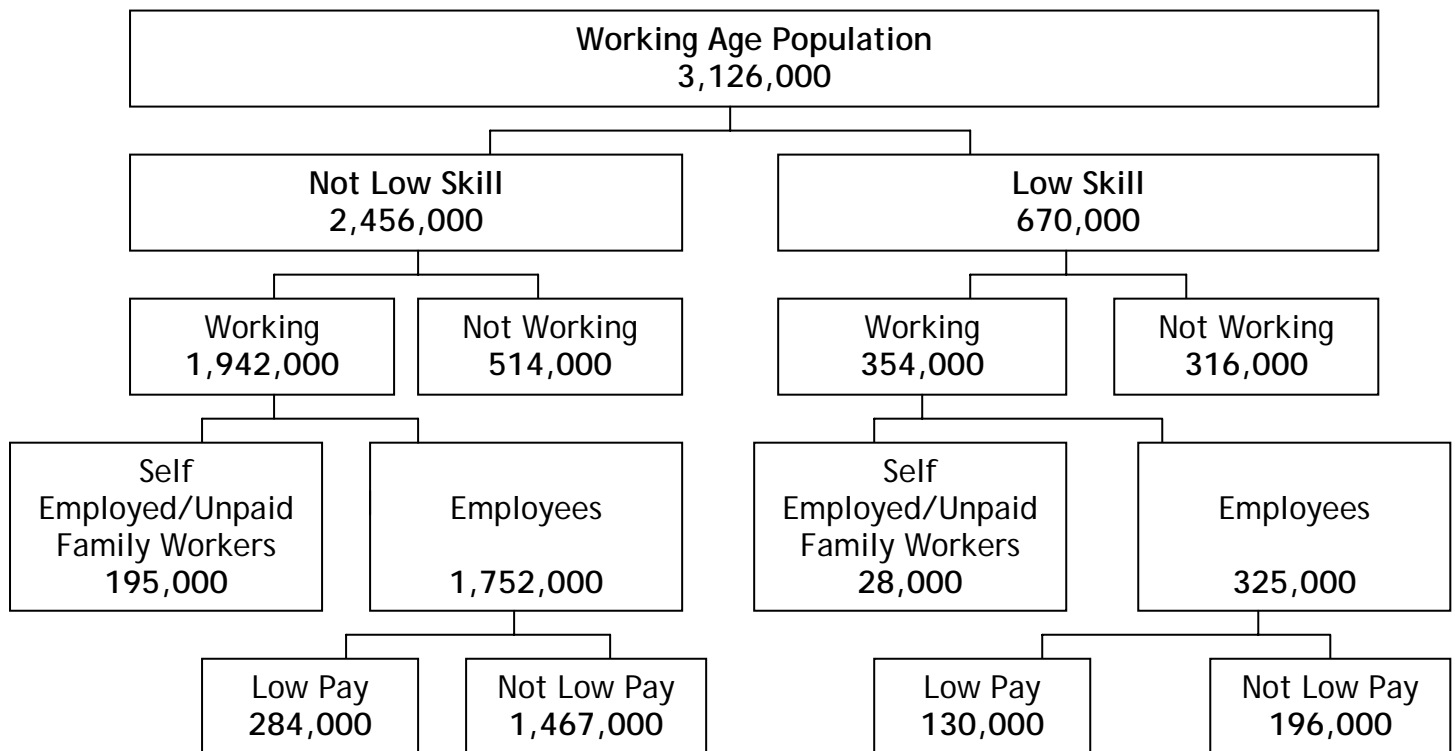 Working Age Population
3,126,000
Not Low Skill
2,456,000
Low Skill
670,000
Working
1,942,000
Not Working
514,000
Working
354,000
Not Working
316,000
Self
Employed/Unpaid
Family Workers
195,000
Employees
1,752,000
Self
Employed/Unpaid
Family Workers
28,000
Employees
325,000
Low Pay
284,000
Not Low Pay
1,467,000
Low Pay
130,000
Not Low Pay
196,000